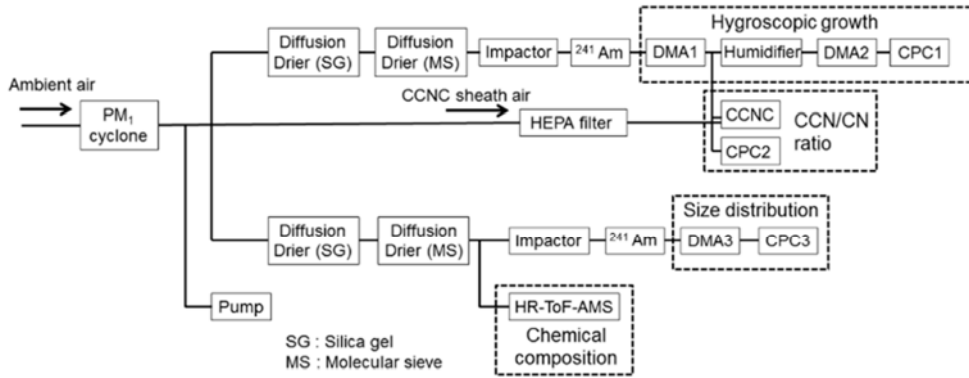 Hygroscopic growth
Diffusion
Drier (SG)
Diffusion
Drier (MS)
Impactor
²⁴¹ Am
DMA1
Humidifier
DMA2
CPC1
Ambient air
PM₁
cyclone
CCNC sheath air
HEPA filter
CCNC
CPC2
CCN/CN
ratio
Size distribution
Diffusion
Drier (SG)
Diffusion
Drier (MS)
Impactor
²⁴¹ Am
DMA3
CPC3
Pump
HR-ToF-AMS
Chemical
composition
SG : Silica gel
MS : Molecular sieve